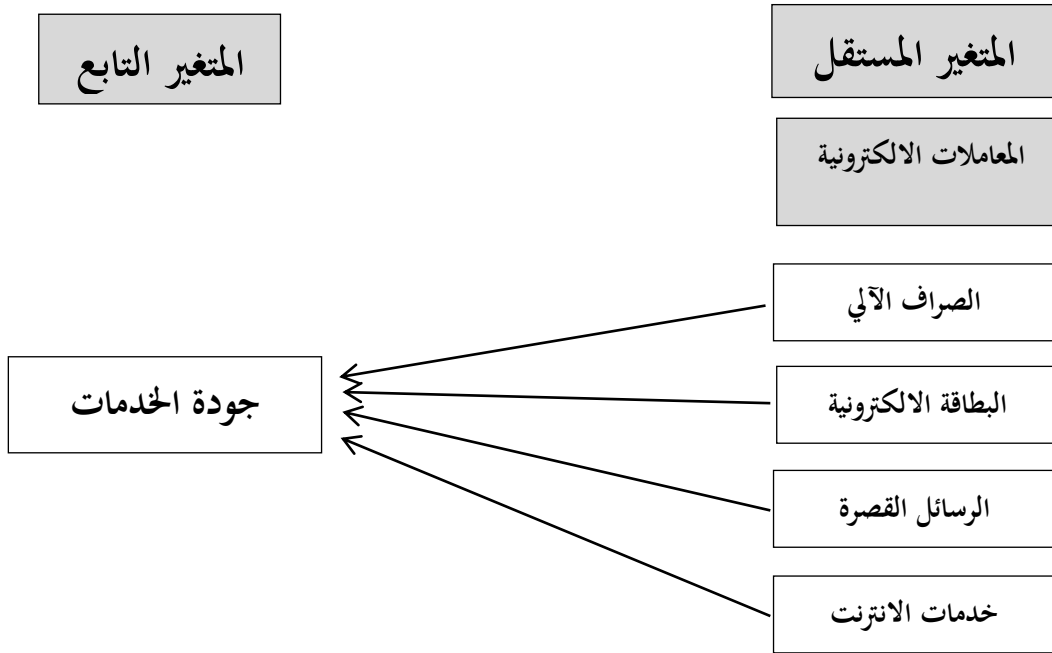 المتغير المستقل
المتغير التابع
المعاملات الالكترونية
الصراف الآلي
البطاقة الالكترونية
جودة الخدمات
الرسائل القصرة
خدمات الانترنت